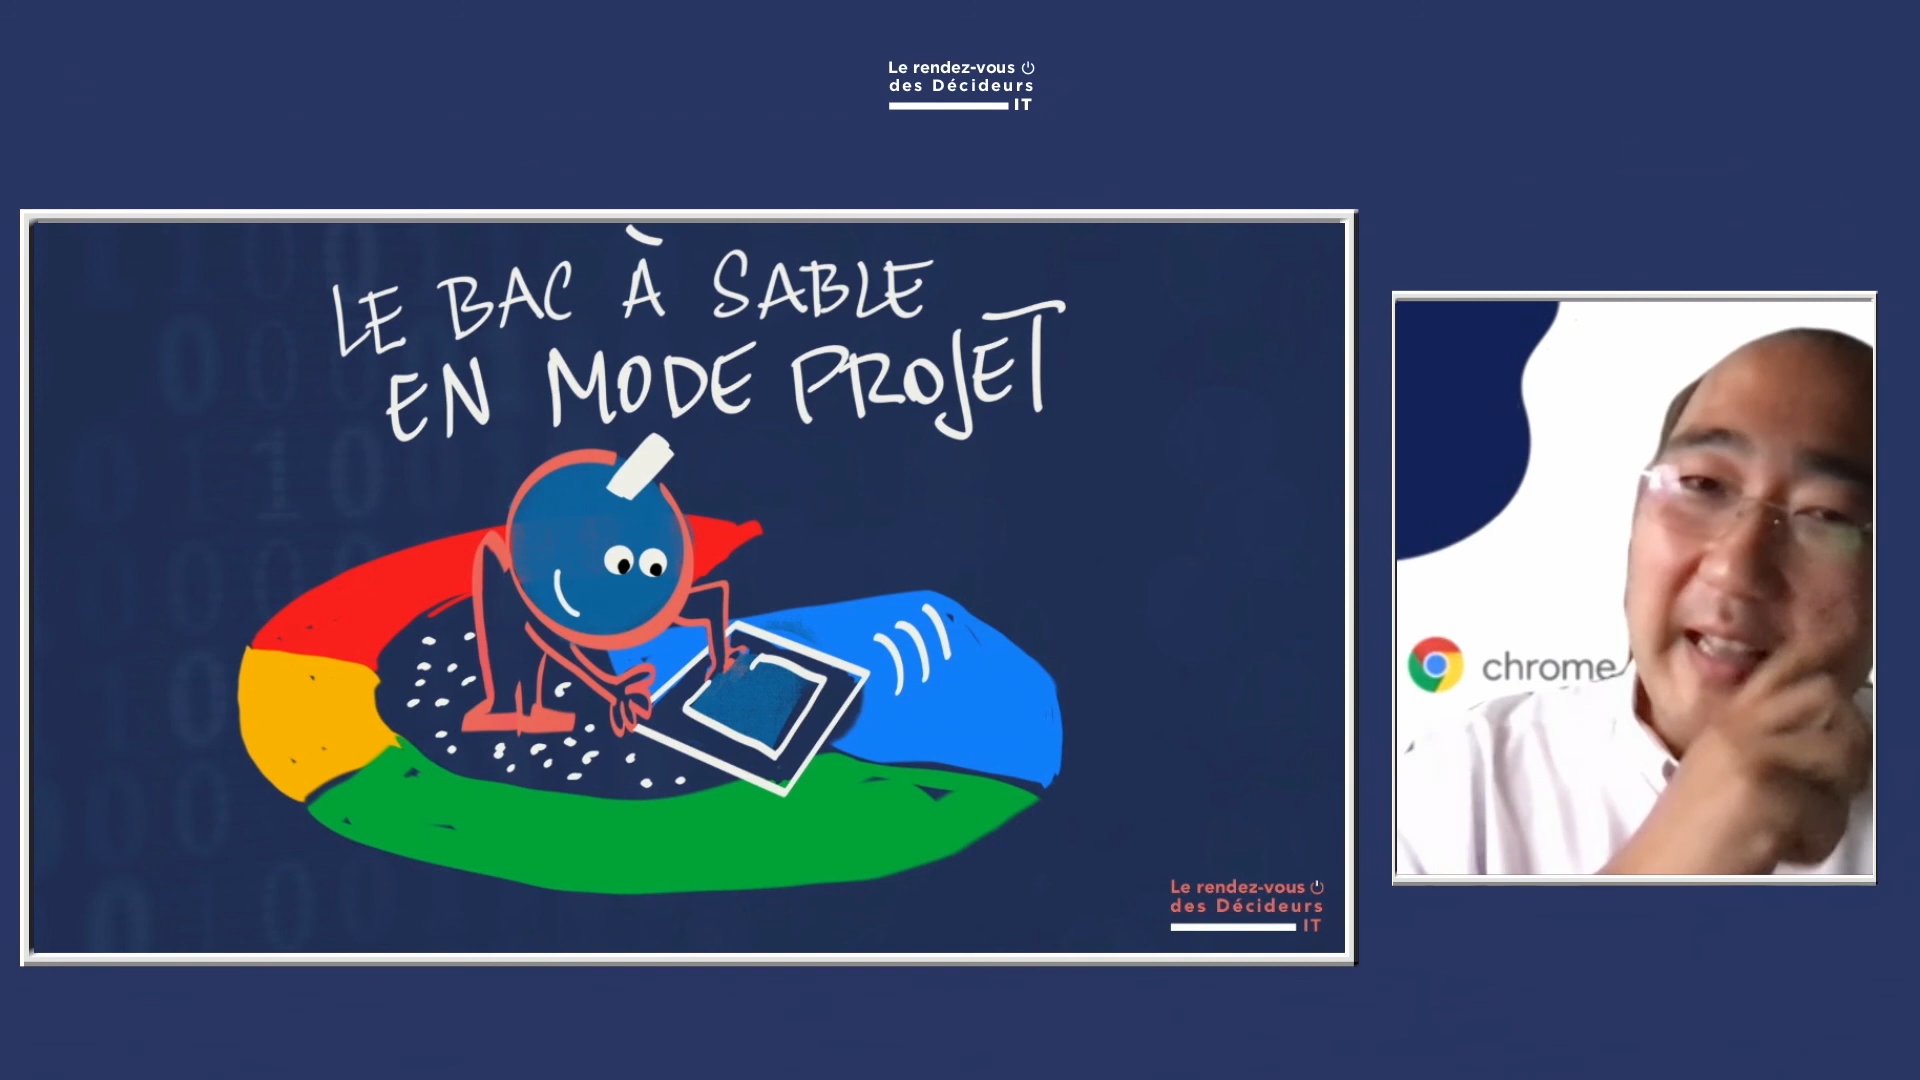 Le rendez-vous
des Décideurs
IT
LE BAC À SABLE
EN MODE PROJET
chrome
Le rendez-vous
des Décideurs
IT